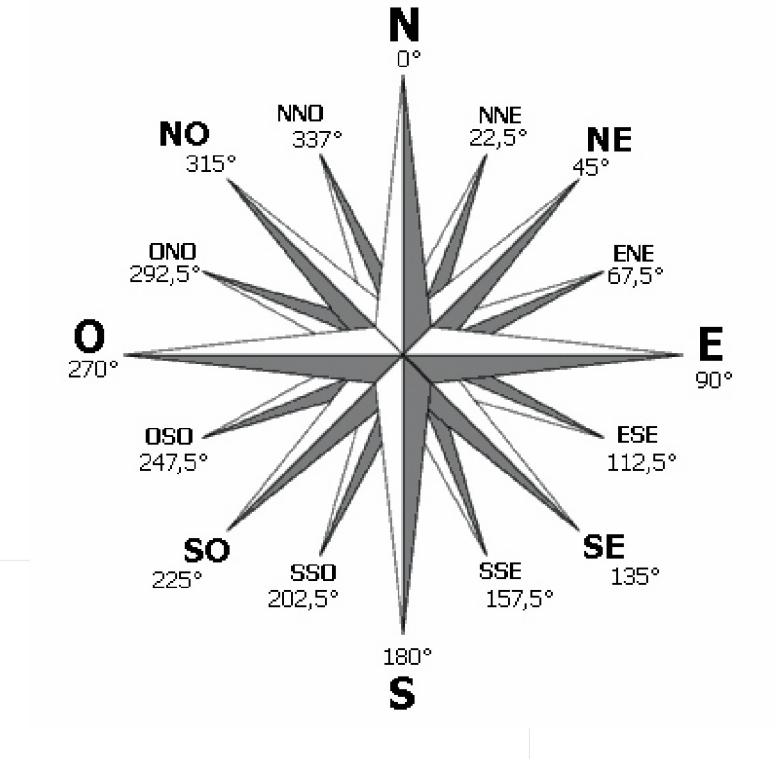 N
0°
NNO
337°
NNE
22,5°
NO
315°
NE
45°
ONO
292,5°
ENE
67,5°
O
270°
E
90°
OSO
247,5°
ESE
112,5°
SO
225°
SSO
202,5°
SSE
157,5°
SE
135°
180°
S